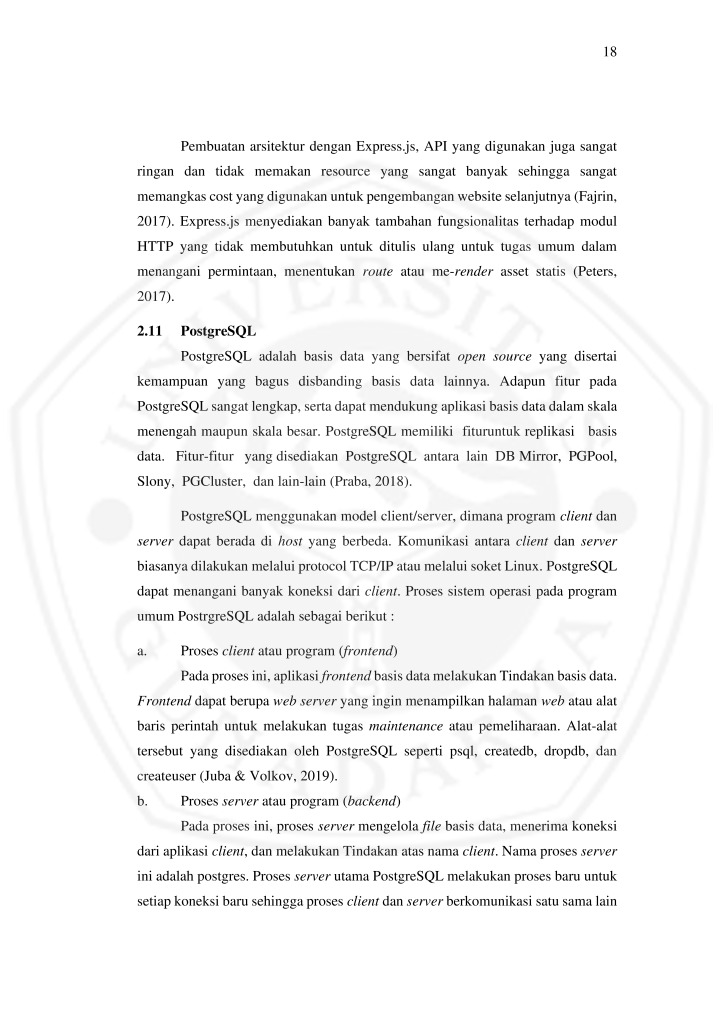 18
Pembuatan arsitektur dengan Express.js, API yang digunakan juga sangat
ringan dan tidak memakan resource yang sangat banyak sehingga sangat
memangkas cost yang digunakan untuk pengembangan website selanjutnya (Fajrin,
2017). Express.js menyediakan banyak tambahan fungsionalitas terhadap modul
HTTP yang tidak membutuhkan untuk ditulis ulang untuk tugas umum dalam
menangani permintaan, menentukan route atau me-render asset statis (Peters,
2017).
2.11 PostgreSQL
PostgreSQL adalah basis data yang bersifat open source yang disertai
kemampuan yang bagus disbanding basis data lainnya. Adapun fitur pada
PostgreSQL sangat lengkap, serta dapat mendukung aplikasi basis data dalam skala
menengah maupun skala besar. PostgreSQL memiliki fituruntuk replikasi basis
data. Fitur-fitur yang disediakan PostgreSQL antara lain DB Mirror, PGPool,
Slony, PGCluster, dan lain-lain (Praba, 2018).
PostgreSQL menggunakan model client/server, dimana program client dan
server dapat berada di host yang berbeda. Komunikasi antara client dan server
biasanya dilakukan melalui protocol TCP/IP atau melalui soket Linux. PostgreSQL
dapat menangani banyak koneksi dari client. Proses sistem operasi pada program
umum PostrgreSQL adalah sebagai berikut :
a. Proses client atau program (frontend)
Pada proses ini, aplikasi frontend basis data melakukan Tindakan basis data.
Frontend dapat berupa web server yang ingin menampilkan halaman web atau alat
baris perintah untuk melakukan tugas maintenance atau pemeliharaan. Alat-alat
tersebut yang disediakan oleh PostgreSQL seperti psql, createdb, dropdb, dan
createuser (Juba & Volkov, 2019).
b. Proses server atau program (backend)
Pada proses ini, proses server mengelola file basis data, menerima koneksi
dari aplikasi client, dan melakukan Tindakan atas nama client. Nama proses server
ini adalah postgres. Proses server utama PostgreSQL melakukan proses baru untuk
setiap koneksi baru sehingga proses client dan server berkomunikasi satu sama lain
UNIVERSITAS
GUNADARMA